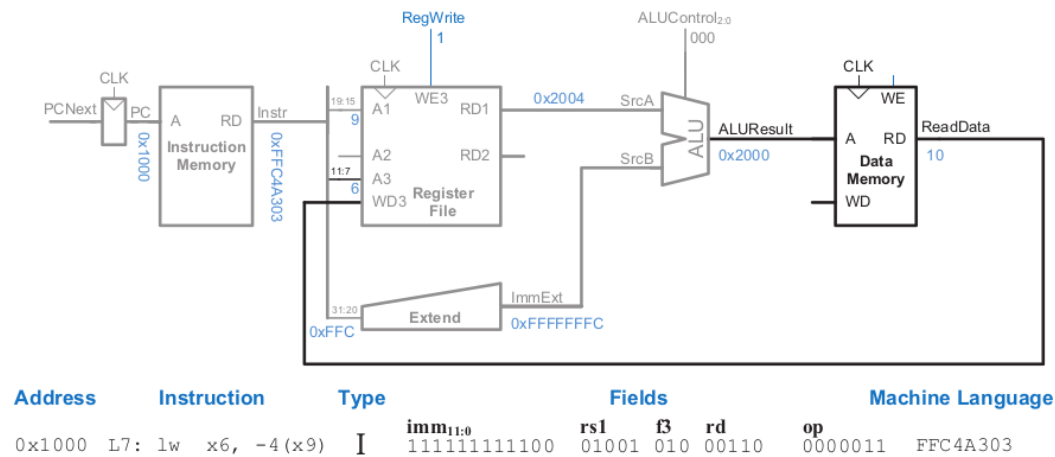 RegWrite
1
ALUControl2:0
000
CLK
CLK
CLK
PCNext
PC
0x1000
A
RD
Instruction
Memory
Instr
0xFFC4A303
19:15
9
A1
WE3
RD1
0x2004
SrcA
A2
RD2
SrcB
11:7
6
A3
WD3
Register
File
ALU
ALUResult
0x2000
WE
A
RD
Data
Memory
WD
ReadData
10
31:20
0xFFC
Extend
ImmExt
0xFFFFFFFC
Address Instruction Type Fields Machine Language
imm11:0 rs1 f3 rd op
0x1000 L7: lw x6, -4(x9) I 111111111100 01001 010 00110 0000011 FFC4A303